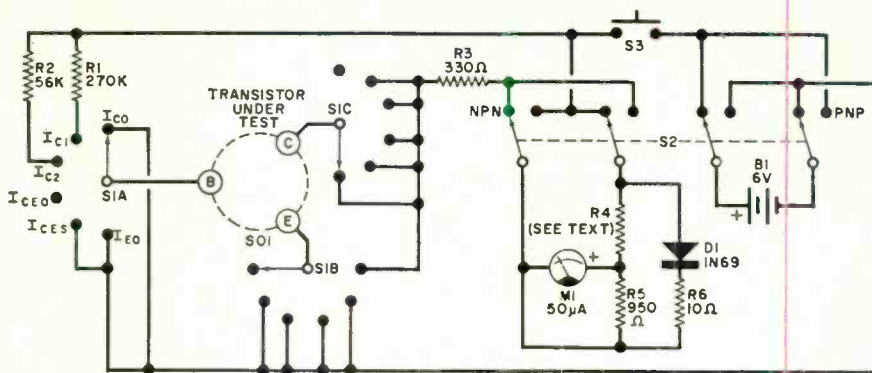 S3
R2
56K
R1
270K
R3
330Ω
TRANSISTOR
UNDER
TEST
S1C
NPN
PNP
S2
ICO
IC1
IC2
ICEO
ICES
IEO
S1A
B
C
E
SO1
S1B
B1
6V
+
R4
(SEE TEXT)
+
M1
50µA
R5
950
Ω
D1
1N69
R6
10Ω